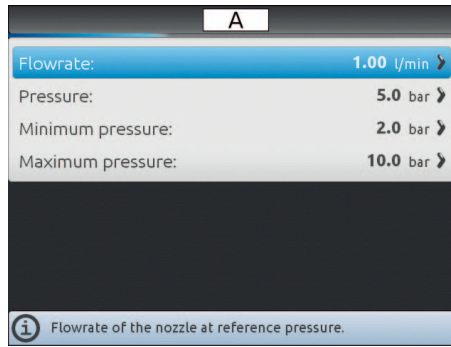 A
Flowrate: 1.00 l/min
Pressure: 5.0 bar
Minimum pressure: 2.0 bar
Maximum pressure: 10.0 bar
Flowrate of the nozzle at reference pressure.